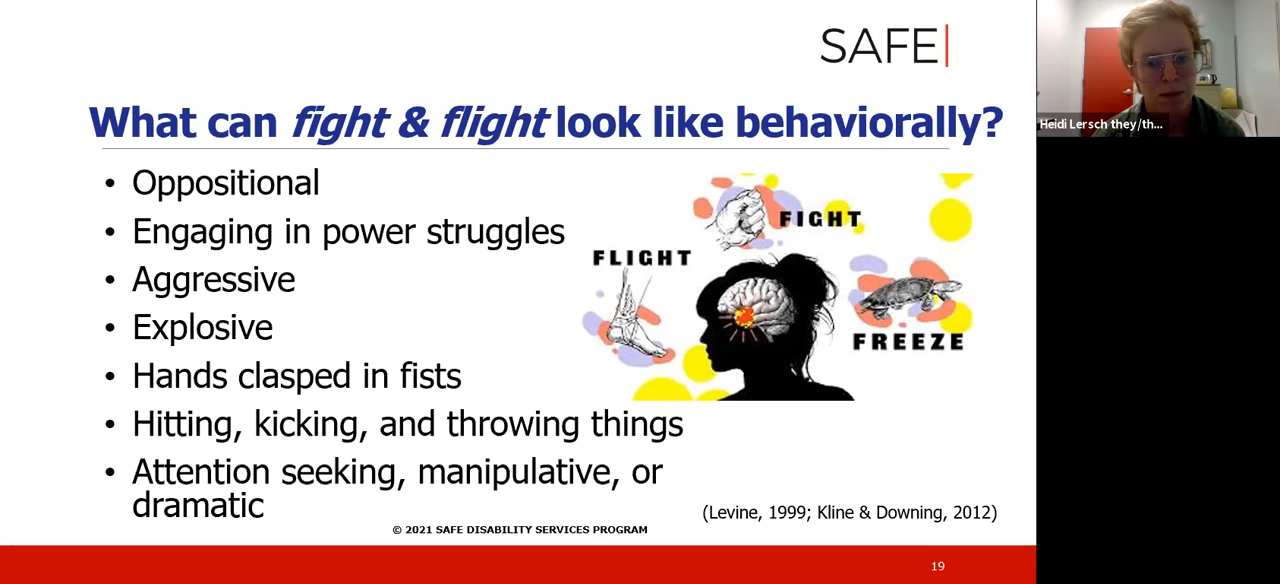 SAFE
What can fight & flight look like behaviorally?
• Oppositional
• Engaging in power struggles
• Aggressive
• Explosive
• Hands clasped in fists
• Hitting, kicking, and throwing things
• Attention seeking, manipulative, or
dramatic
FIGHT
FLIGHT
FREEZE
(Levine, 1999; Kline & Downing, 2012)
© 2021 SAFE DISABILITY SERVICES PROGRAM
19
Heidi Lersch they/th...